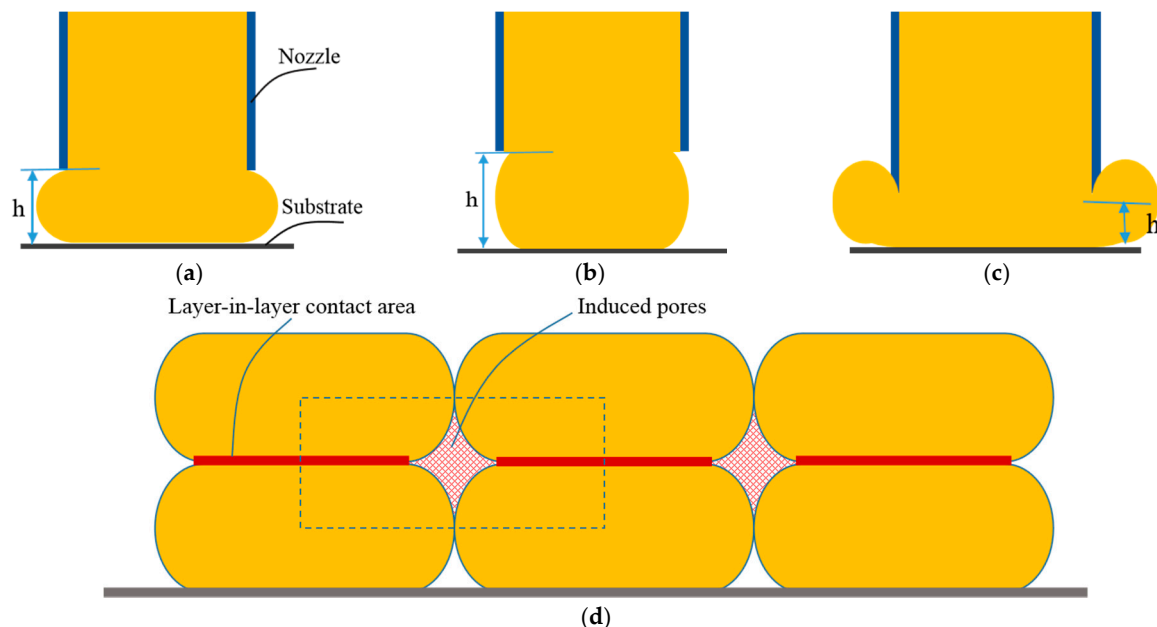 Nozzle
h
Substrate
(a)
h
(b)
h
(c)
Layer-in-layer contact area
Induced pores
(d)